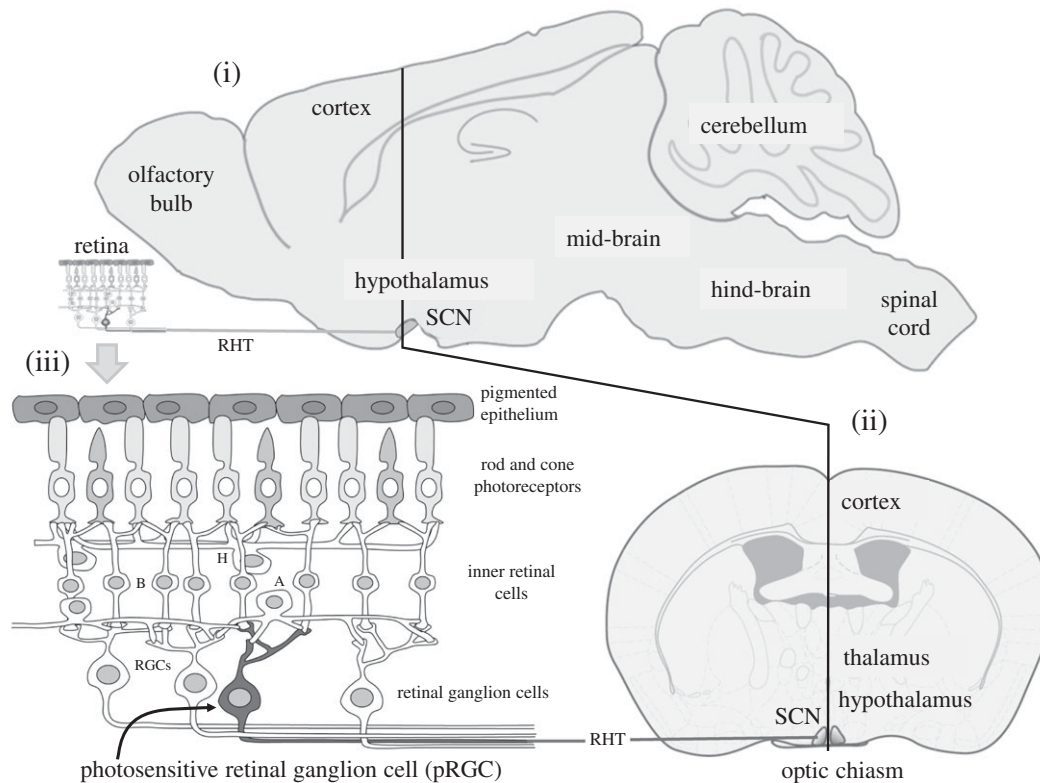 (i)
cortex
cerebellum
olfactory
bulb
retina
mid-brain
hypothalamus
hind-brain
SCN
spinal
cord
RHT
(iii)
pigmented
epithelium
(ii)
rod and cone
photoreceptors
cortex
H
B
A
inner retinal
cells
RGCs
thalamus
retinal ganglion cells
hypothalamus
SCN
RHT
photosensitive retinal ganglion cell (pRGC)
optic chiasm